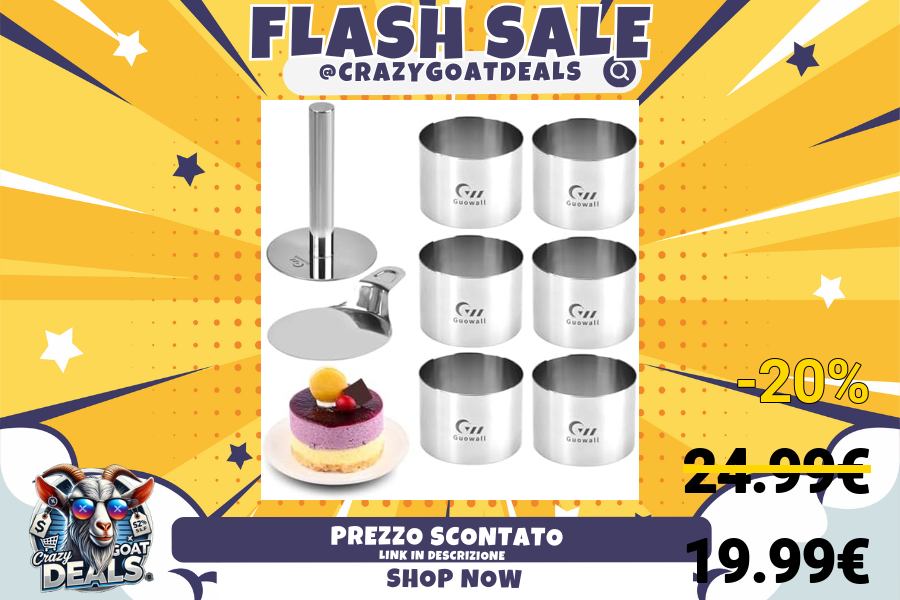 FLASH SALE
@CRAZYGOATDEALS
Guowall
Guowall
Guowall
Guowall
Guowall
Guowall
-20%
24.99€
PREZZO SCONTATO
LINK IN DESCRIZIONE
SHOP NOW
19.99€
$
52%
Crazy
GOAT
DEALS